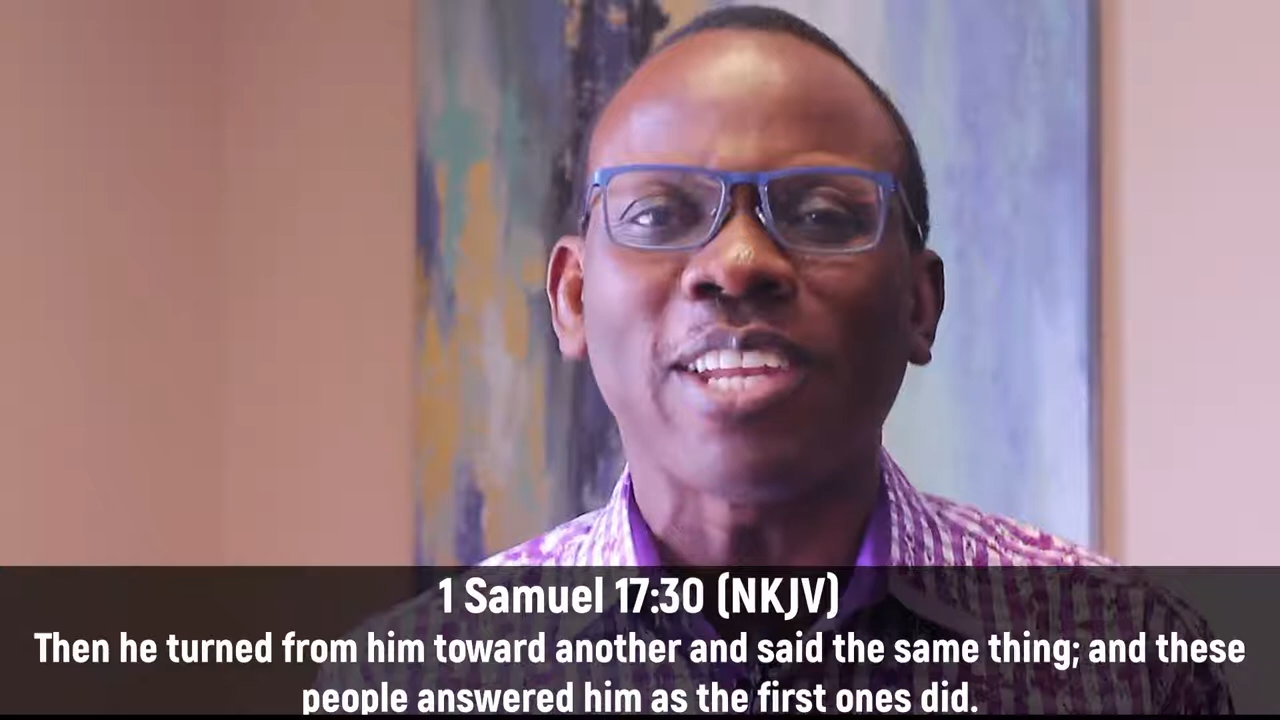 1 Samuel 17:30 (NKJV)
Then he turned from him toward another and said the same thing; and these
people answered him as the first ones did.